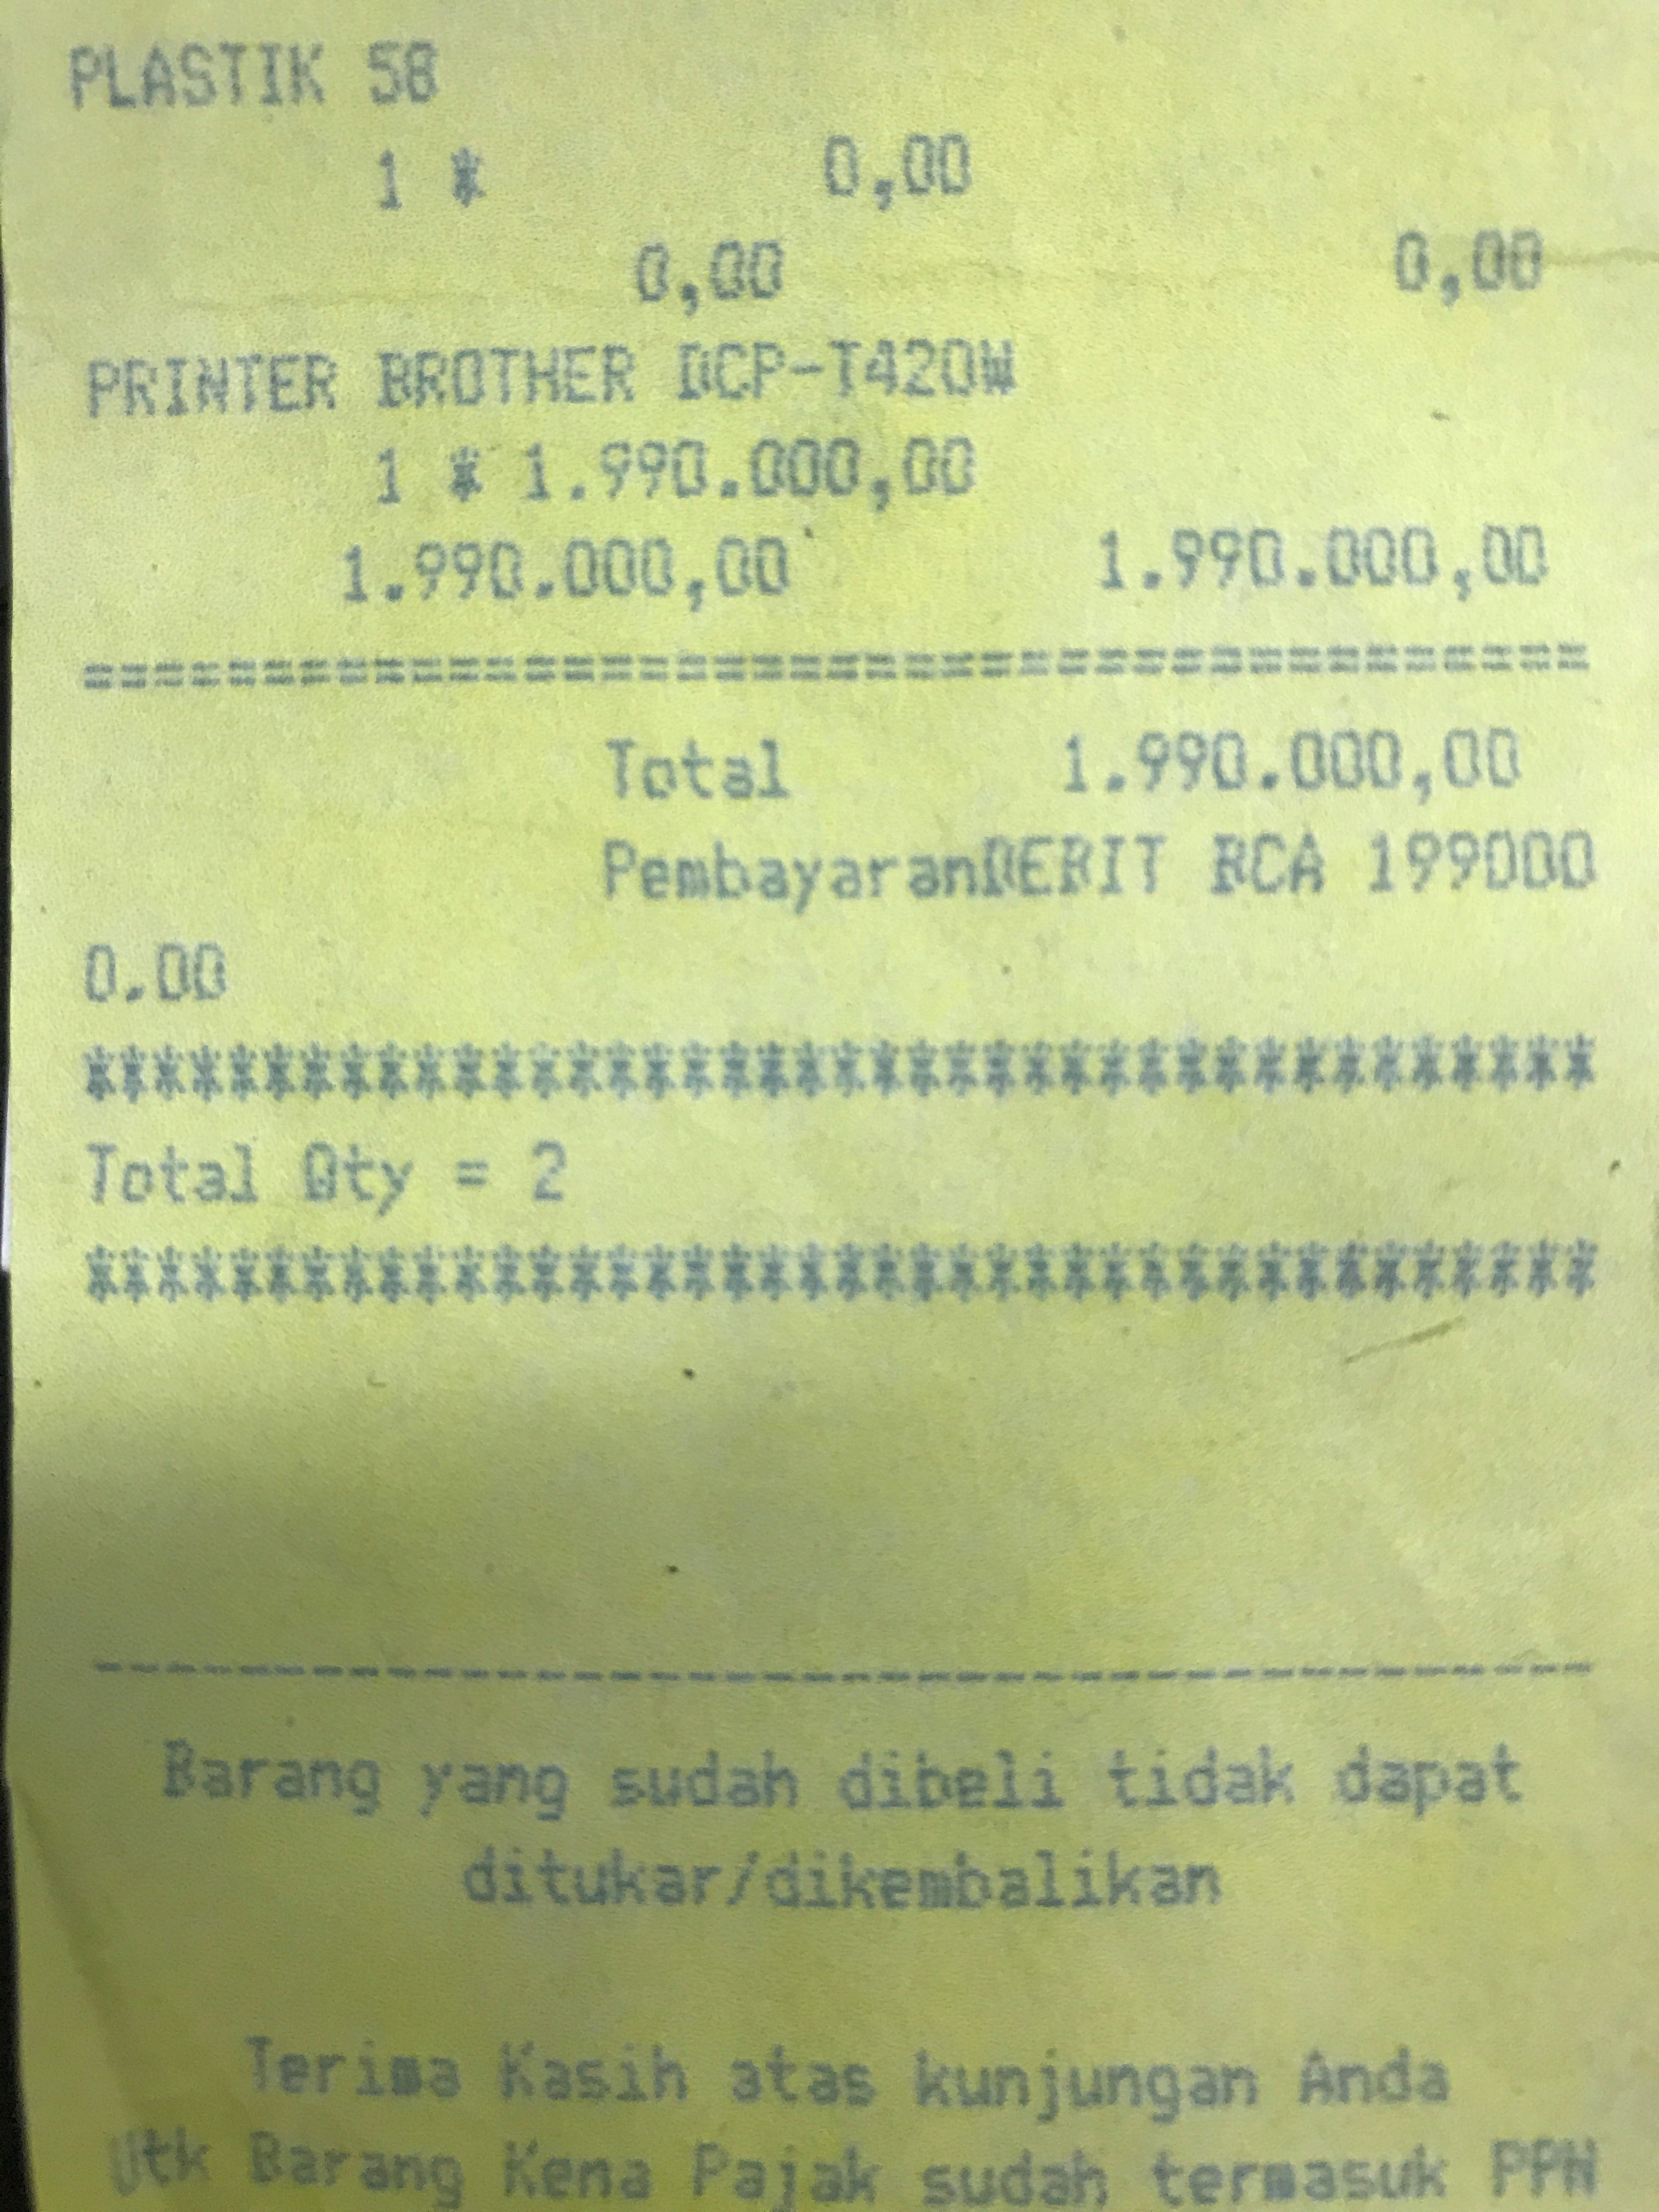 PLASTIK 58
1 * 0,00
0,00 0,00
PRINTER BROTHER DCP-T420W
1 * 1.990.000,00
1.990.000,00 1.990.000,00
========================================
Total 1.990.000,00
PembayaranDEBIT BCA 199000
0.00
****************************************
Total Qty = 2
****************************************
----------------------------------------
Barang yang sudah dibeli tidak dapat
ditukar/dikembalikan
Terima Kasih atas kunjungan Anda
Utk Barang Kena Pajak sudah termasuk PPN